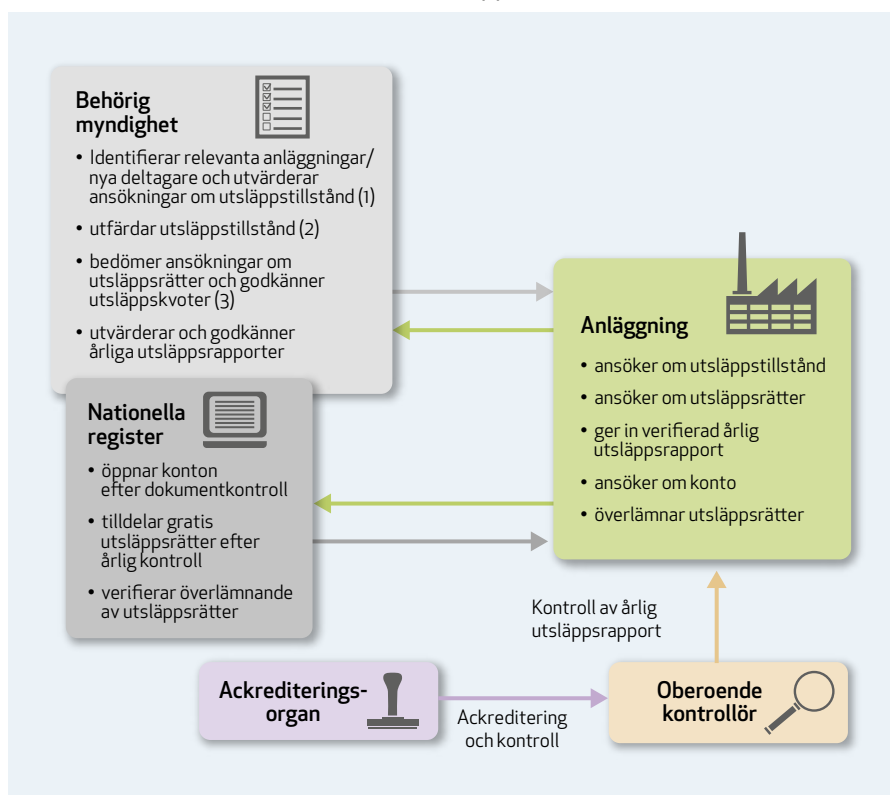 Behörig
myndighet
• Identifierar relevanta anläggningar/
nya deltagare och utvärderar
ansökningar om utsläppstillstånd (1)
• utfärdar utsläppstillstånd (2)
• bedömer ansökningar om
utsläppsrätter och godkänner
utsläppskvoter (3)
• utvärderar och godkänner
årliga utsläppsrapporter
Nationella
register
• öppnar konton
efter dokumentkontroll
• tilldelar gratis
utsläppsrätter efter
årlig kontroll
• verifierar överlämnande
av utsläppsrätter
Anläggning
• ansöker om utsläppstillstånd
• ansöker om utsläppsrätter
• ger in verifierad årlig
utsläppsrapport
• ansöker om konto
• överlämnar utsläppsrätter
Kontroll av årlig
utsläppsrapport
Ackrediterings-
organ
Ackreditering
och kontroll
Oberoende
kontrollör